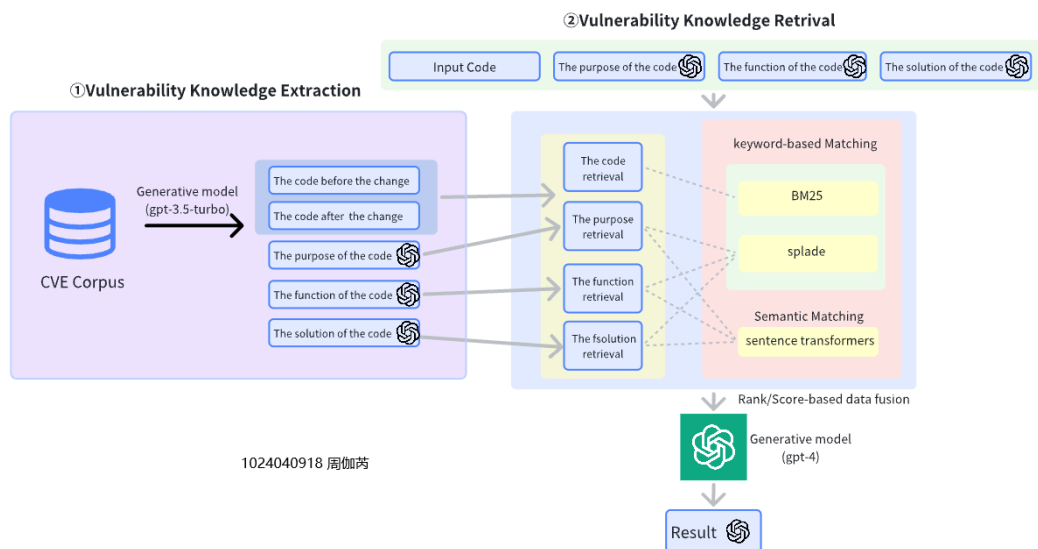 ②Vulnerability Knowledge Retrival
Input Code
The purpose of the code
The function of the code
The solution of the code
①Vulnerability Knowledge Extraction
CVE Corpus
Generative model
(gpt-3.5-turbo)
The code before the change
The code after the change
The purpose of the code
The function of the code
The solution of the code
The code
retrieval
The purpose
retrieval
The function
retrieval
The fsolution
retrieval
keyword-based Matching
BM25
splade
Semantic Matching
sentence transformers
Rank/Score-based data fusion
Generative model
(gpt-4)
Result
1024040918 周伽芮